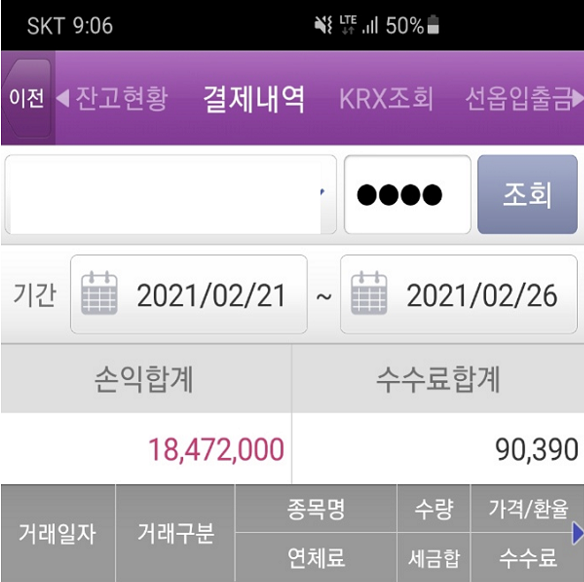 SKT 9:06 LTE 50%
이전 잔고현황 결제내역 KRX조회 선옵입출금
●●●● 조회
기간 2021/02/21 ~ 2021/02/26
손익합계 수수료합계
18,472,000 90,390
거래일자 거래구분 종목명 수량 가격/환율
연체료 세금합 수수료